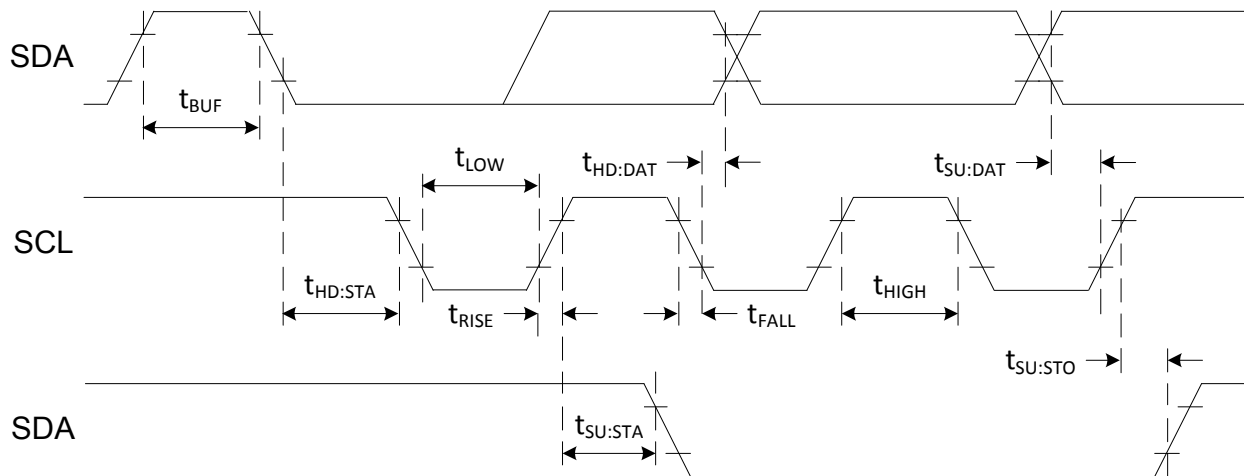 SDA
tBUF
tLOW
tHD:DAT
tSU:DAT
SCL
tHD:STA
tRISE
tFALL
tHIGH
tSU:STO
SDA
tSU:STA